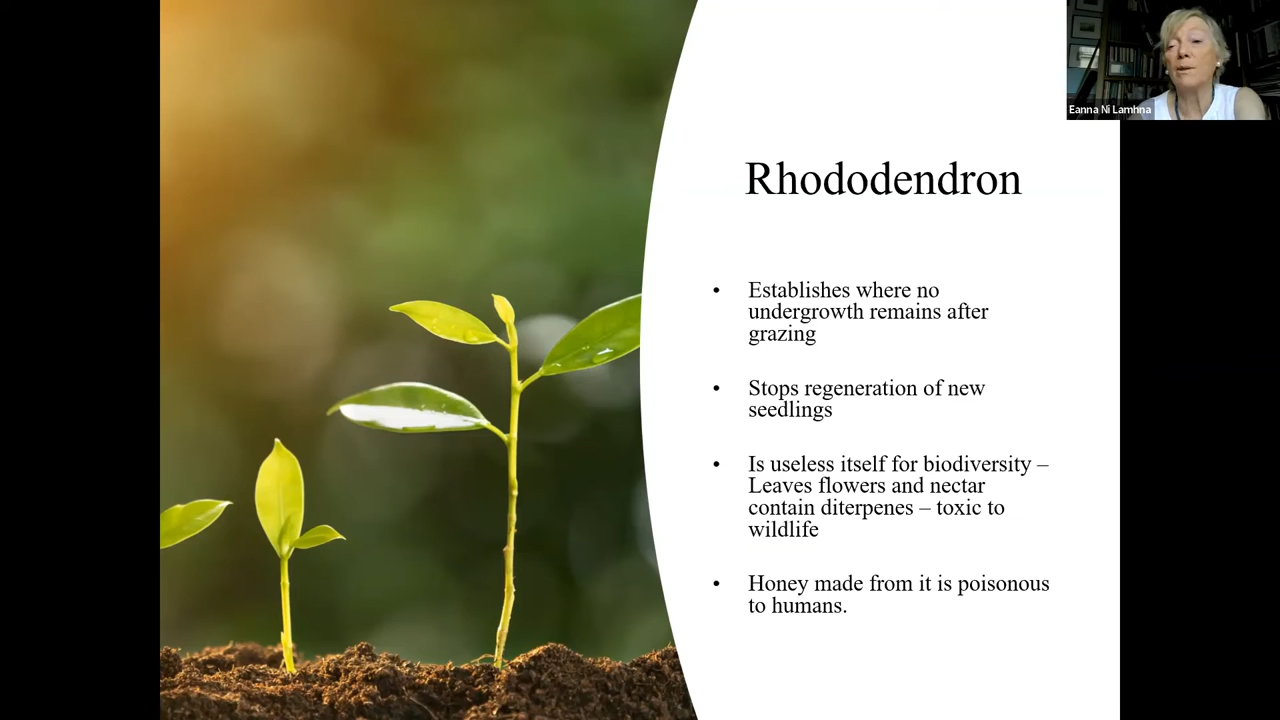 Eanna Ni Lamhna
Rhododendron
• Establishes where no
undergrowth remains after
grazing
• Stops regeneration of new
seedlings
• Is useless itself for biodiversity –
Leaves flowers and nectar
contain diterpenes – toxic to
wildlife
• Honey made from it is poisonous
to humans.